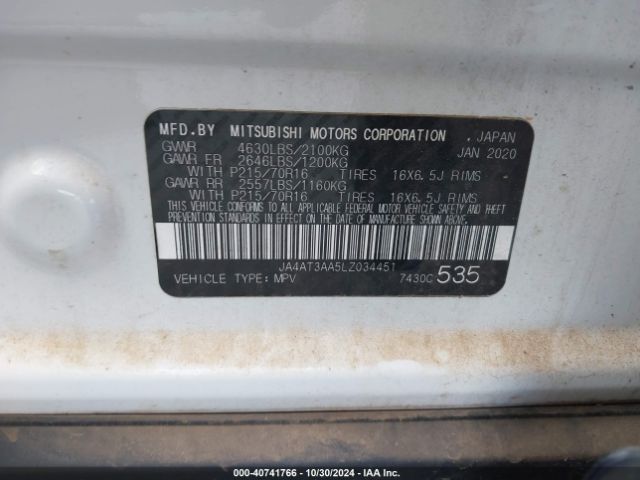 MFD.BY MITSUBISHI MOTORS CORPORATION . JAPAN
GVWR 4630LBS/2100KG JAN 2020
GAWR FR 2646LBS/1200KG
WITH P215/70R16 TIRES 16X6.5J RIMS
GAWR RR 2557LBS/1160KG
WITH P215/70R16 TIRES 16X6.5J RIMS
THIS VEHICLE CONFORMS TO ALL APPLICABLE FEDERAL MOTOR VEHICLE SAFETY AND THEFT
PREVENTION STANDARDS IN EFFECT ON THE DATE OF MANUFACTURE SHOWN ABOVE.
JA4AT3AA5LZ034451
VEHICLE TYPE: MPV 7430C 535
000-40741766 - 10/30/2024 - IAA Inc.